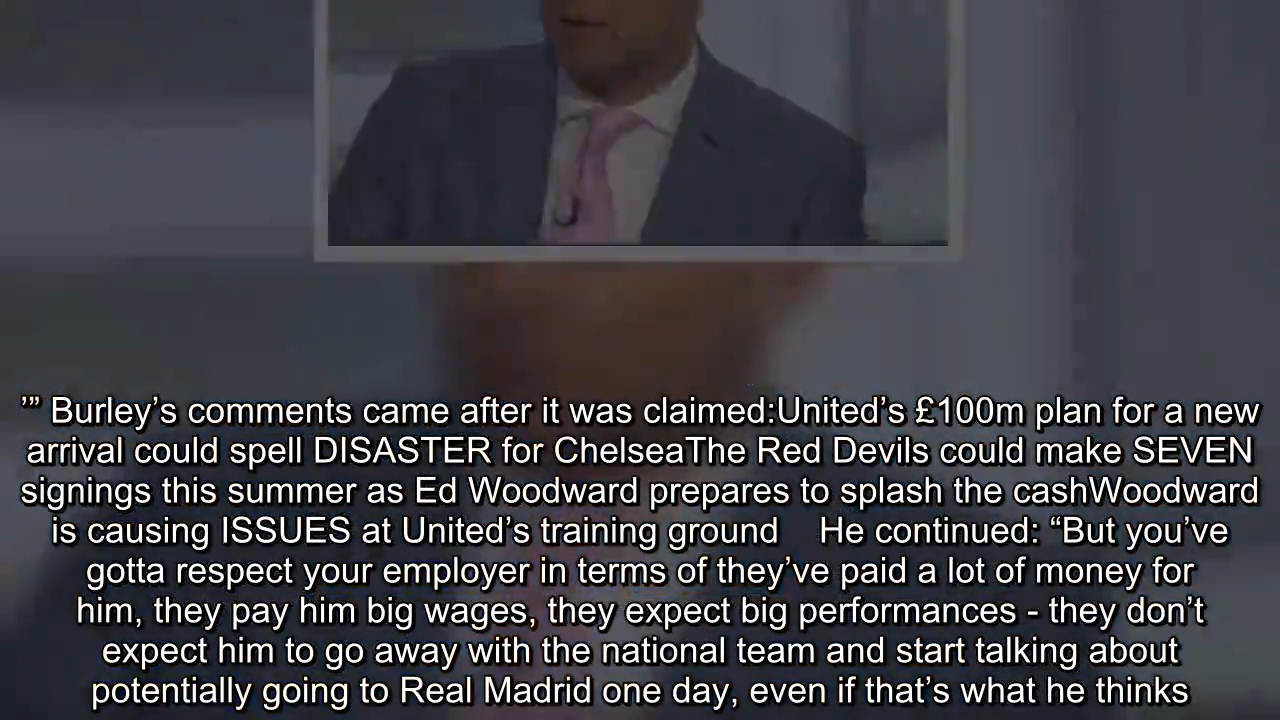 ’” Burley’s comments came after it was claimed:United’s £100m plan for a new
arrival could spell DISASTER for ChelseaThe Red Devils could make SEVEN
signings this summer as Ed Woodward prepares to splash the cashWoodward
is causing ISSUES at United’s training ground    He continued: “But you’ve
gotta respect your employer in terms of they’ve paid a lot of money for
him, they pay him big wages, they expect big performances - they don’t
expect him to go away with the national team and start talking about
potentially going to Real Madrid one day, even if that’s what he thinks